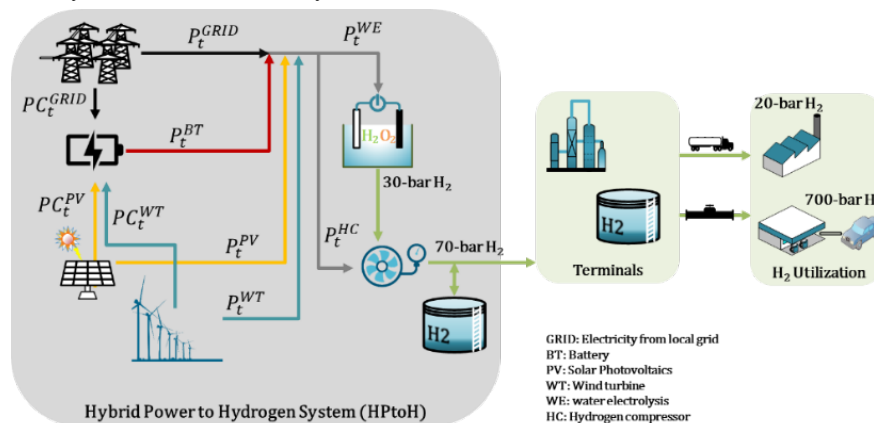 P_t^{GRID}
P_t^{WE}
PC_t^{GRID}
P_t^{BT}
H₂O₂
30-bar H₂
PC_t^{PV}
PC_t^{WT}
P_t^{PV}
P_t^{HC}
70-bar H₂
P_t^{WT}
H2
Hybrid Power to Hydrogen System (HPtoH)
H2
Terminals
20-bar H₂
700-bar H
H₂ Utilization
GRID: Electricity from local grid
BT: Battery
PV: Solar Photovoltaics
WT: Wind turbine
WE: water electrolysis
HC: Hydrogen compressor